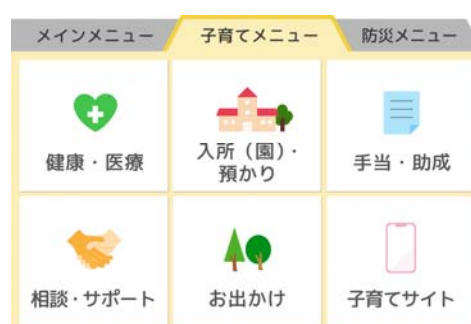 メインメニュー
子育てメニュー
防災メニュー
健康・医療
入所（園）・
預かり
手当・助成
相談・サポート
お出かけ
子育てサイト